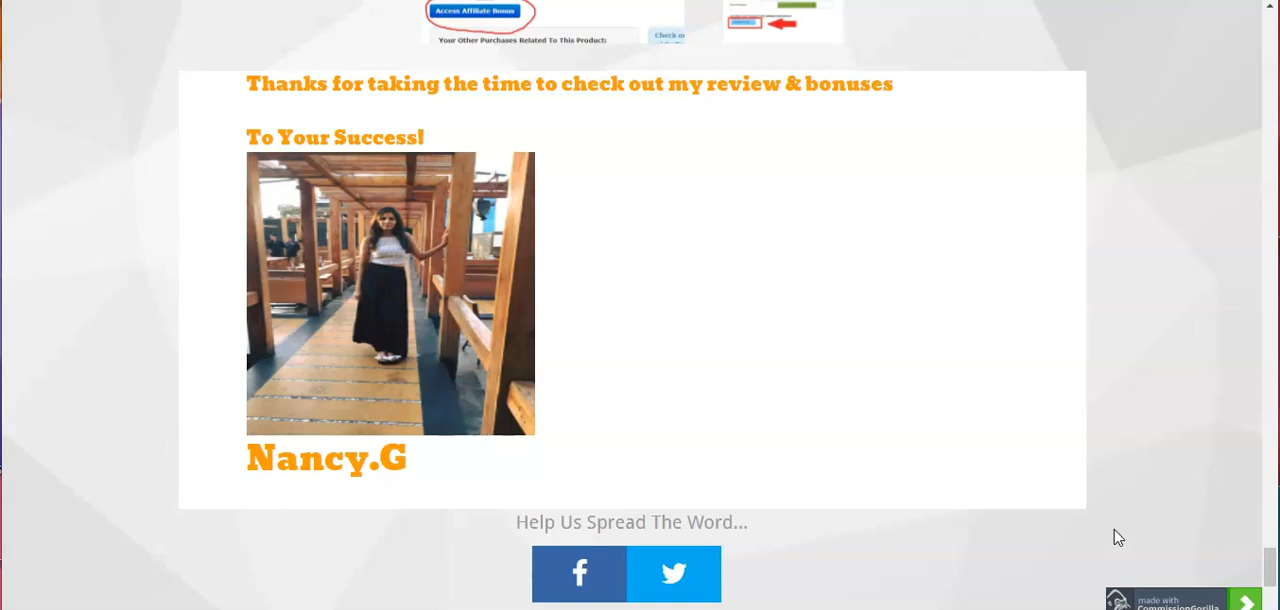 Access Affiliate Bonus
Your Other Purchases Related To This Product:
Check o
Thanks for taking the time to check out my review & bonuses
To Your Success!
Nancy.G
Help Us Spread The Word...
made with
CommissionGorilla